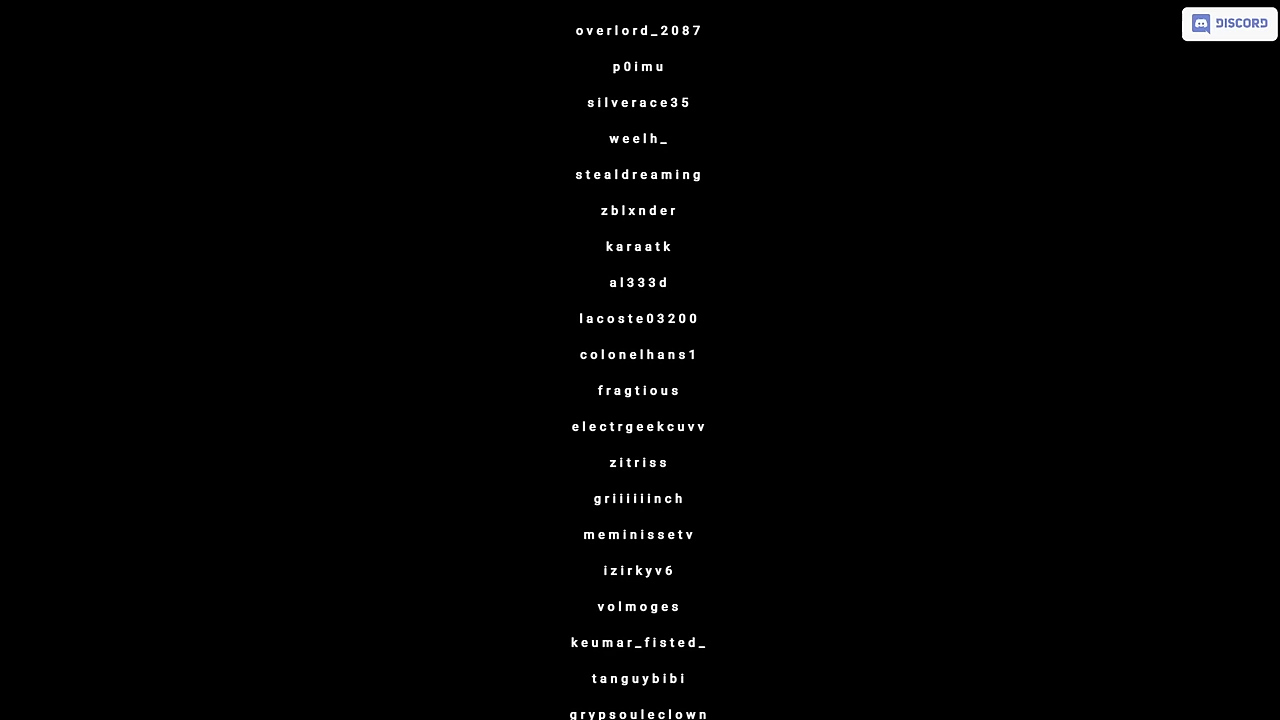 overlord_2087
DISCORD
p0imu
silverace35
weelh_
stealdreaming
zblxnder
karaatk
al333d
lacoste03200
colonelhans1
fragtious
electrgeekcuvv
zitriss
griiiiiinch
meminissetv
izirkyv6
volmoges
keumar_fisted_
tanguybibi
grypsouleclown